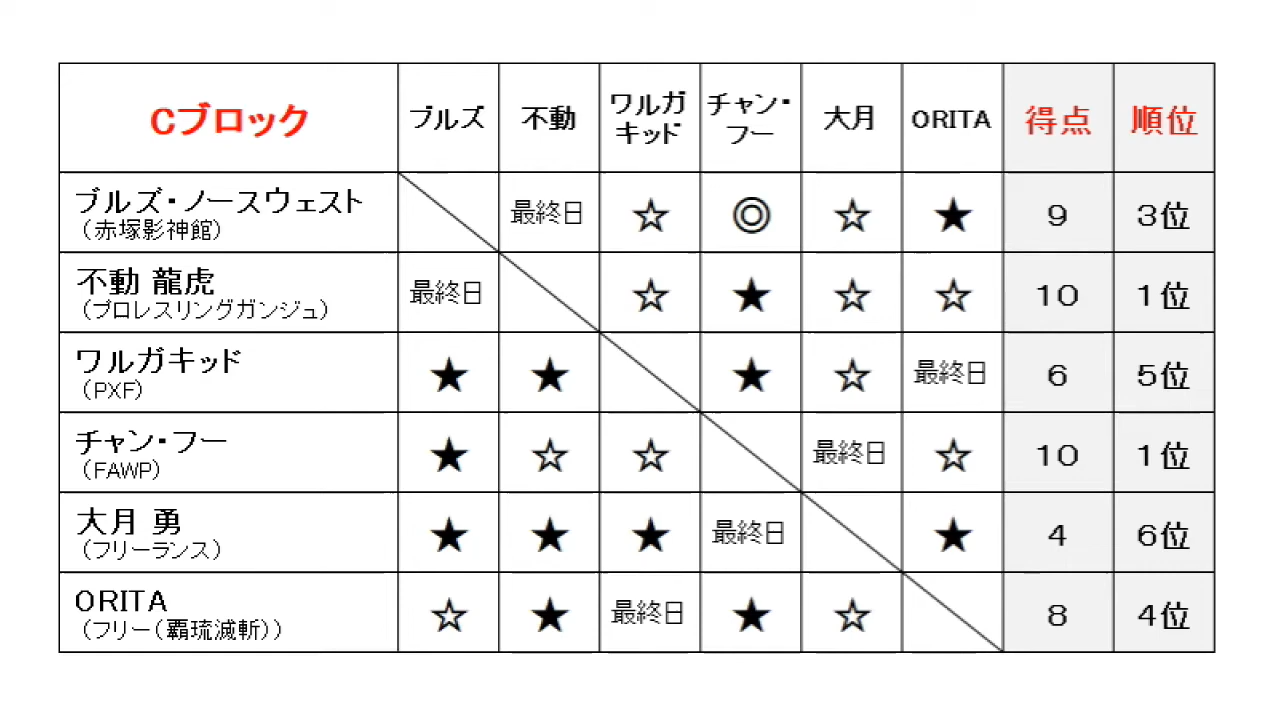 Cブロック ブルズ 不動 ワルガキッド チャン・フー 大月 ORITA 得点 順位
ブルズ・ノースウェスト
（赤塚影神館）
最終日 ☆ ◎ ☆ ★ 9 3位
不動 龍虎
（プロレスリングガンジュ）
最終日 ☆ ★ ☆ ☆ 10 1位
ワルガキッド
（PXF）
★ ★ ★ ☆ 最終日 6 5位
チャン・フー
（FAWP）
★ ☆ ☆ 最終日 ☆ 10 1位
大月 勇
（フリーランス）
★ ★ ★ 最終日 ★ 4 6位
ORITA
（フリー（覇琉滅斬））
☆ ★ 最終日 ★ ☆ 8 4位